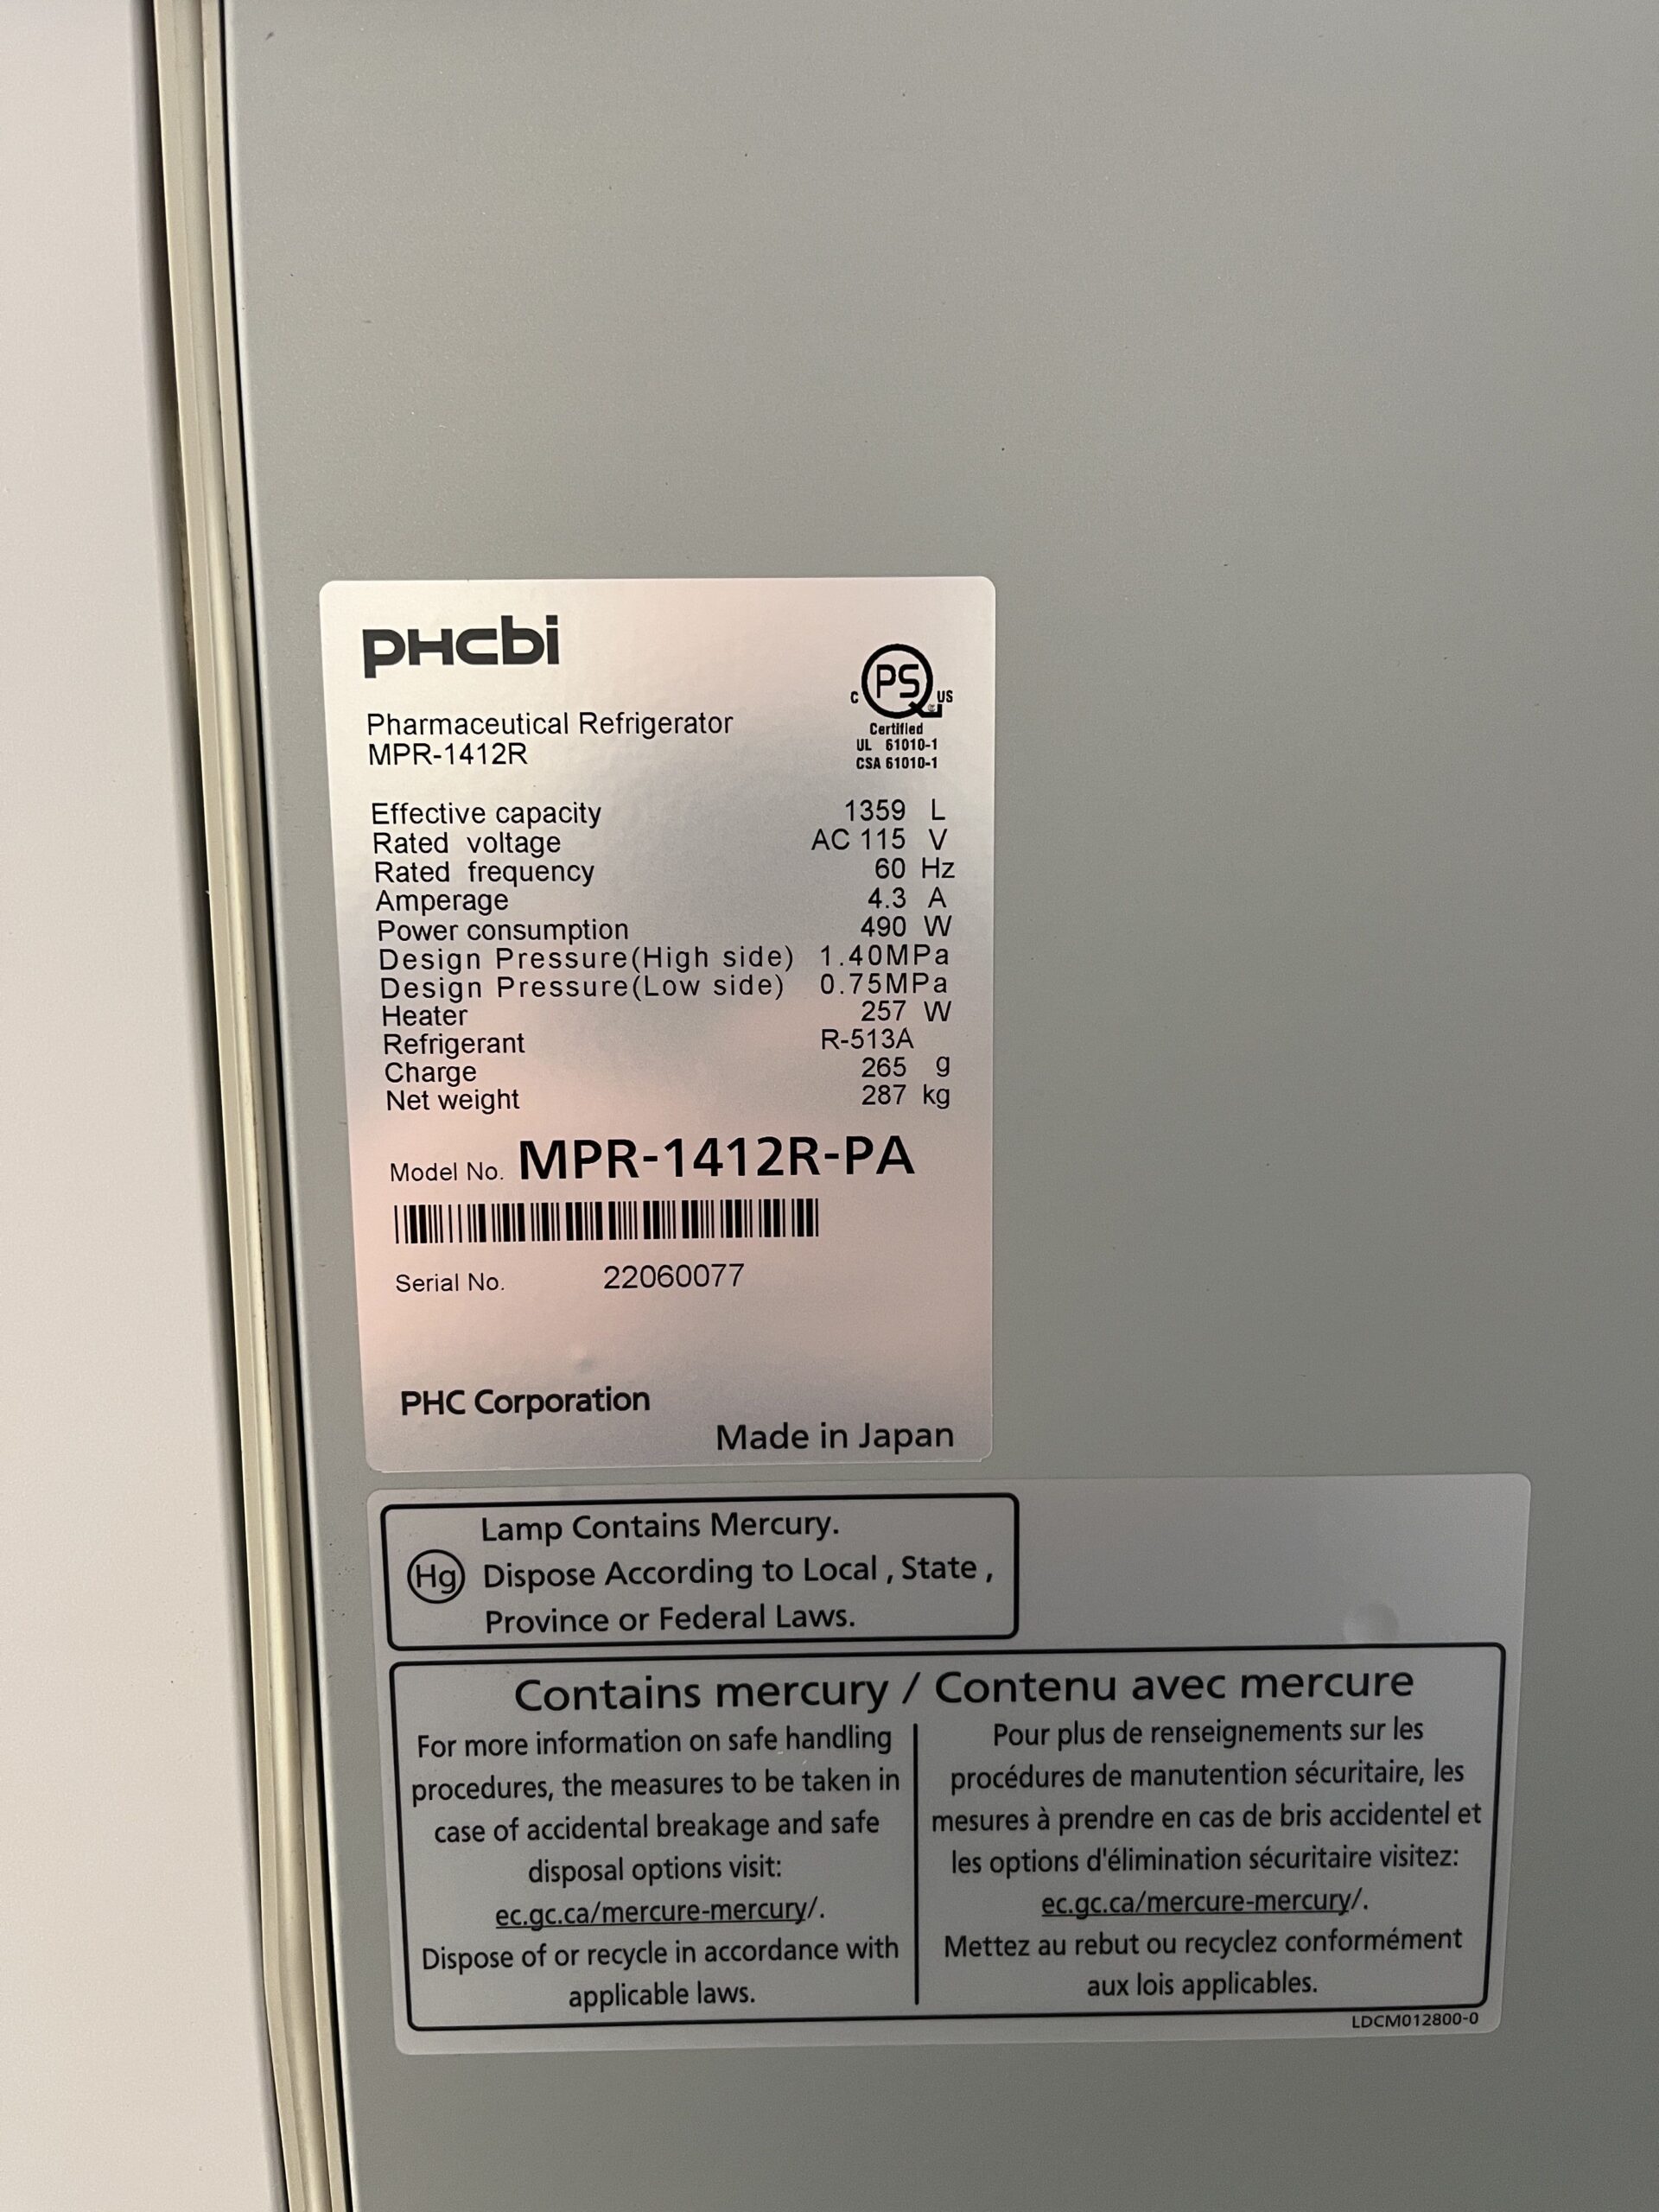 PHCbi
PS
C US
Certified
UL 61010-1
CSA 61010-1
Pharmaceutical Refrigerator
MPR-1412R
Effective capacity 1359 L
Rated voltage AC 115 V
Rated frequency 60 Hz
Amperage 4.3 A
Power consumption 490 W
Design Pressure(High side) 1.40MPa
Design Pressure(Low side) 0.75MPa
Heater 257 W
Refrigerant R-513A
Charge 265 g
Net weight 287 kg
Model No. MPR-1412R-PA
Serial No. 22060077
PHC Corporation
Made in Japan
Lamp Contains Mercury.
Hg Dispose According to Local , State ,
Province or Federal Laws.
Contains mercury / Contenu avec mercure
For more information on safe handling
procedures, the measures to be taken in
case of accidental breakage and safe
disposal options visit:
ec.gc.ca/mercure-mercury/.
Dispose of or recycle in accordance with
applicable laws.
Pour plus de renseignements sur les
procédures de manutention sécuritaire, les
mesures à prendre en cas de bris accidentel et
les options d'élimination sécuritaire visitez:
ec.gc.ca/mercure-mercury/.
Mettez au rebut ou recyclez conformément
aux lois applicables.
LDCM012800-0